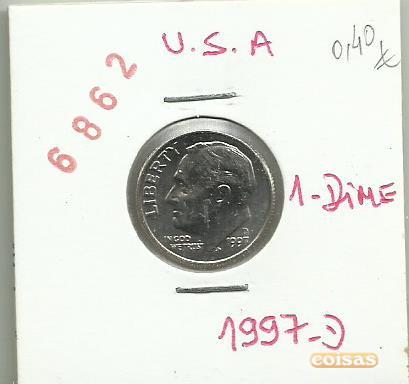 U.S.A
0,40
6862
LIBERTY
IN GOD
WE TRUST
D
1997
1-DIME
1997-D
coisas